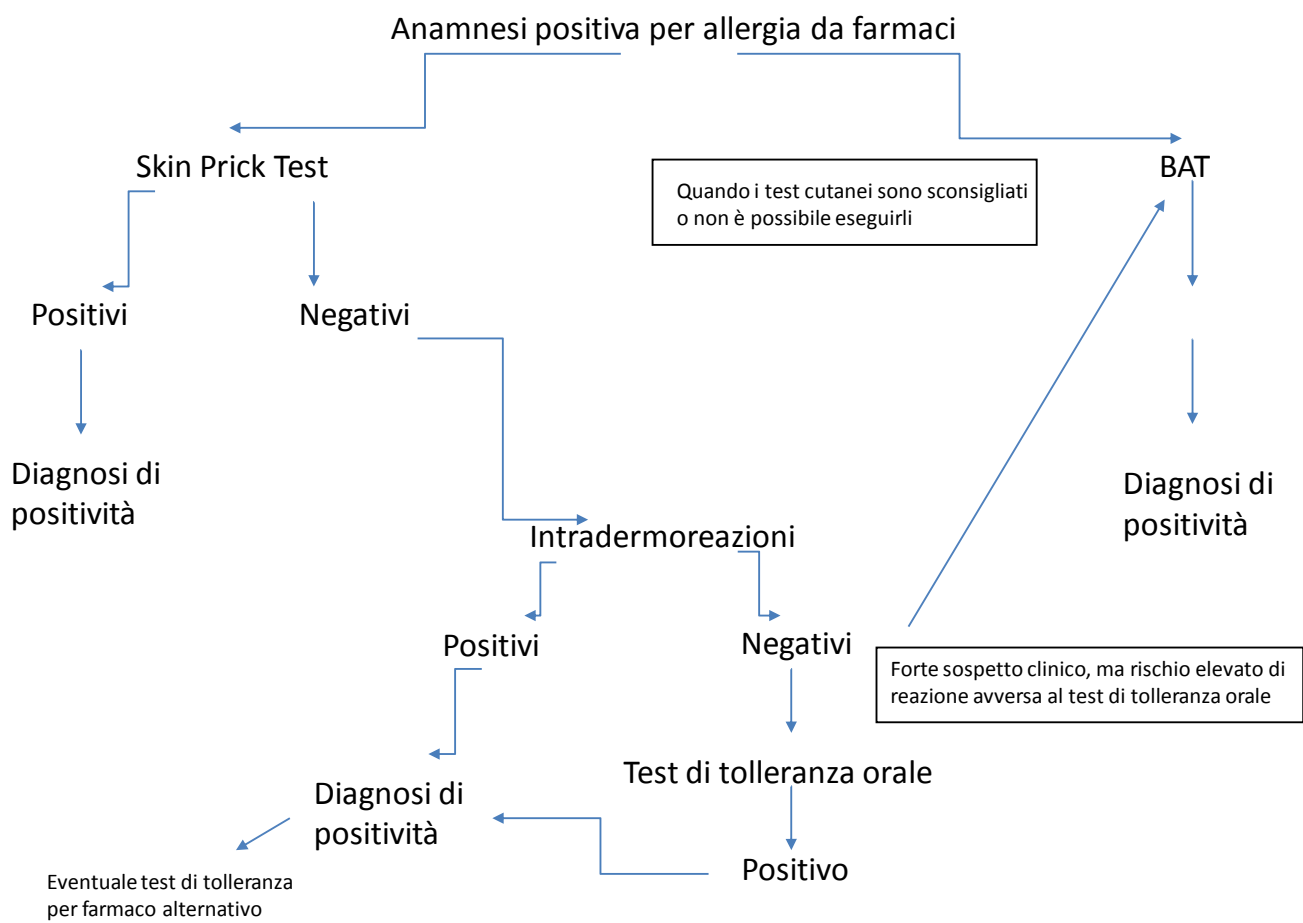 Anamnesi positiva per allergia da farmaci
Skin Prick Test
Quando i test cutanei sono sconsigliati
o non è possibile eseguirli
BAT
Positivi
Negativi
Diagnosi di
positività
Diagnosi di
positività
Intradermoreazioni
Positivi
Negativi
Forte sospetto clinico, ma rischio elevato di
reazione avversa al test di tolleranza orale
Test di tolleranza orale
Diagnosi di
positività
Positivo
Eventuale test di tolleranza
per farmaco alternativo